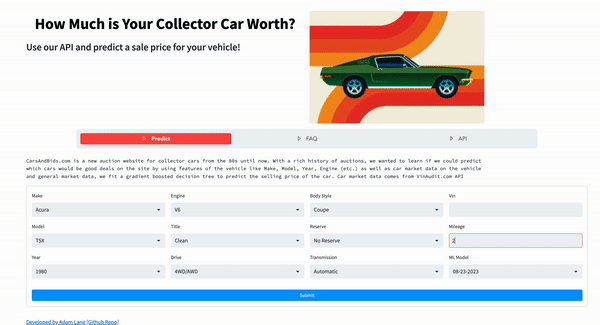 How Much is Your Collector Car Worth?
Use our API and predict a sale price for your vehicle!
Predict FAQ API
CarsAndBids.com is a new auction website for collector cars from the 80s until now. With a rich history of auctions, we wanted to learn if we could predict
which cars would be good deals on the site by using features of the vehicle like Make, Model, Year, Engine (etc.) as well as car market data on the vehicle
and general market data, we fit a gradient boosted decision tree to predict the selling price of the car. Car market data comes from VinAudit.com API
Make Engine Body Style Vin
Acura V6 Coupe
Model Title Reserve Mileage
TSX Clean No Reserve 2
Year Drive Transmission ML Model
1980 4WD/AWD Automatic 08-23-2023
Submit
Developed by Adam Lang [Github Repo]